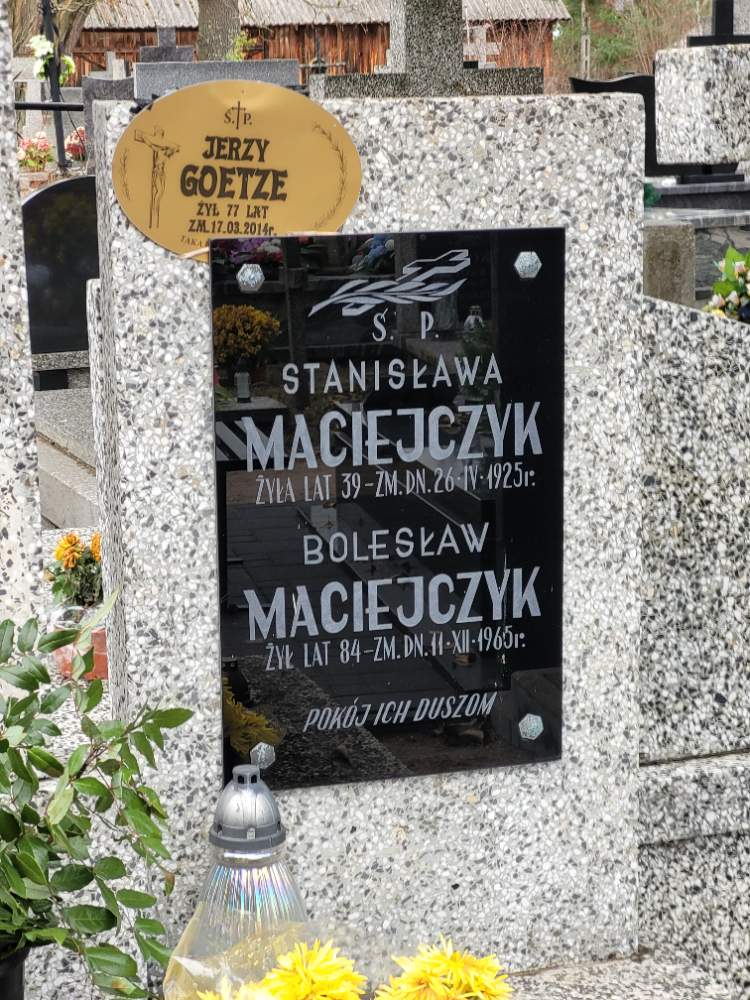 Ś. P.
JERZY
GOETZE
ŻYŁ 77 LAT
ZM.17.03.2014r.
Ś. P.
STANISŁAWA
MACIEJCZYK
ŻYŁA LAT 39-ZM. DN. 26·IV·1925r.
BOLESŁAW
MACIEJCZYK
ŻYŁ LAT 84-ZM. DN. 11·XII·1965r.
POKÓJ ICH DUSZOM